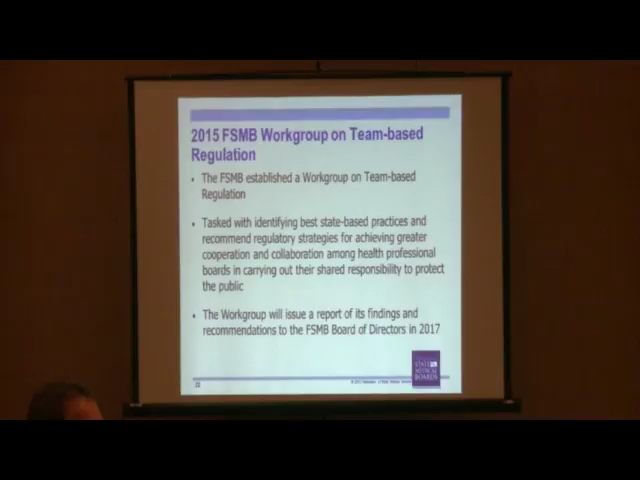 2015 FSMB Workgroup on Team-based
Regulation
• The FSMB established a Workgroup on Team-based
Regulation
• Tasked with identifying best state-based practices and
recommend regulatory strategies for achieving greater
cooperation and collaboration among health professional
boards in carrying out their shared responsibility to protect
the public
• The Workgroup will issue a report of its findings and
recommendations to the FSMB Board of Directors in 2017
STATE
MEDICAL
BOARDS